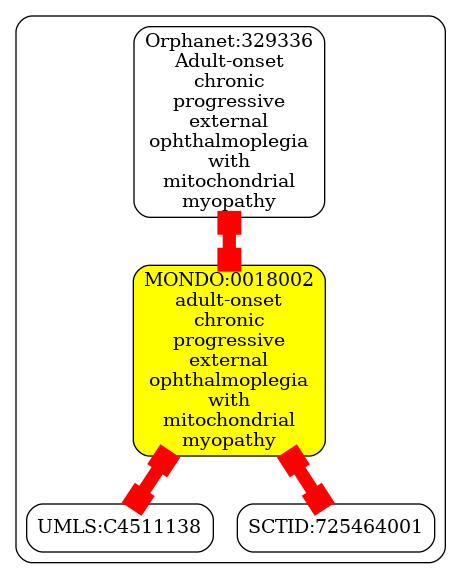 Orphanet:329336
Adult-onset
chronic
progressive
external
ophthalmoplegia
with
mitochondrial
myopathy
MONDO:0018002
adult-onset
chronic
progressive
external
ophthalmoplegia
with
mitochondrial
myopathy
UMLS:C4511138
SCTID:725464001